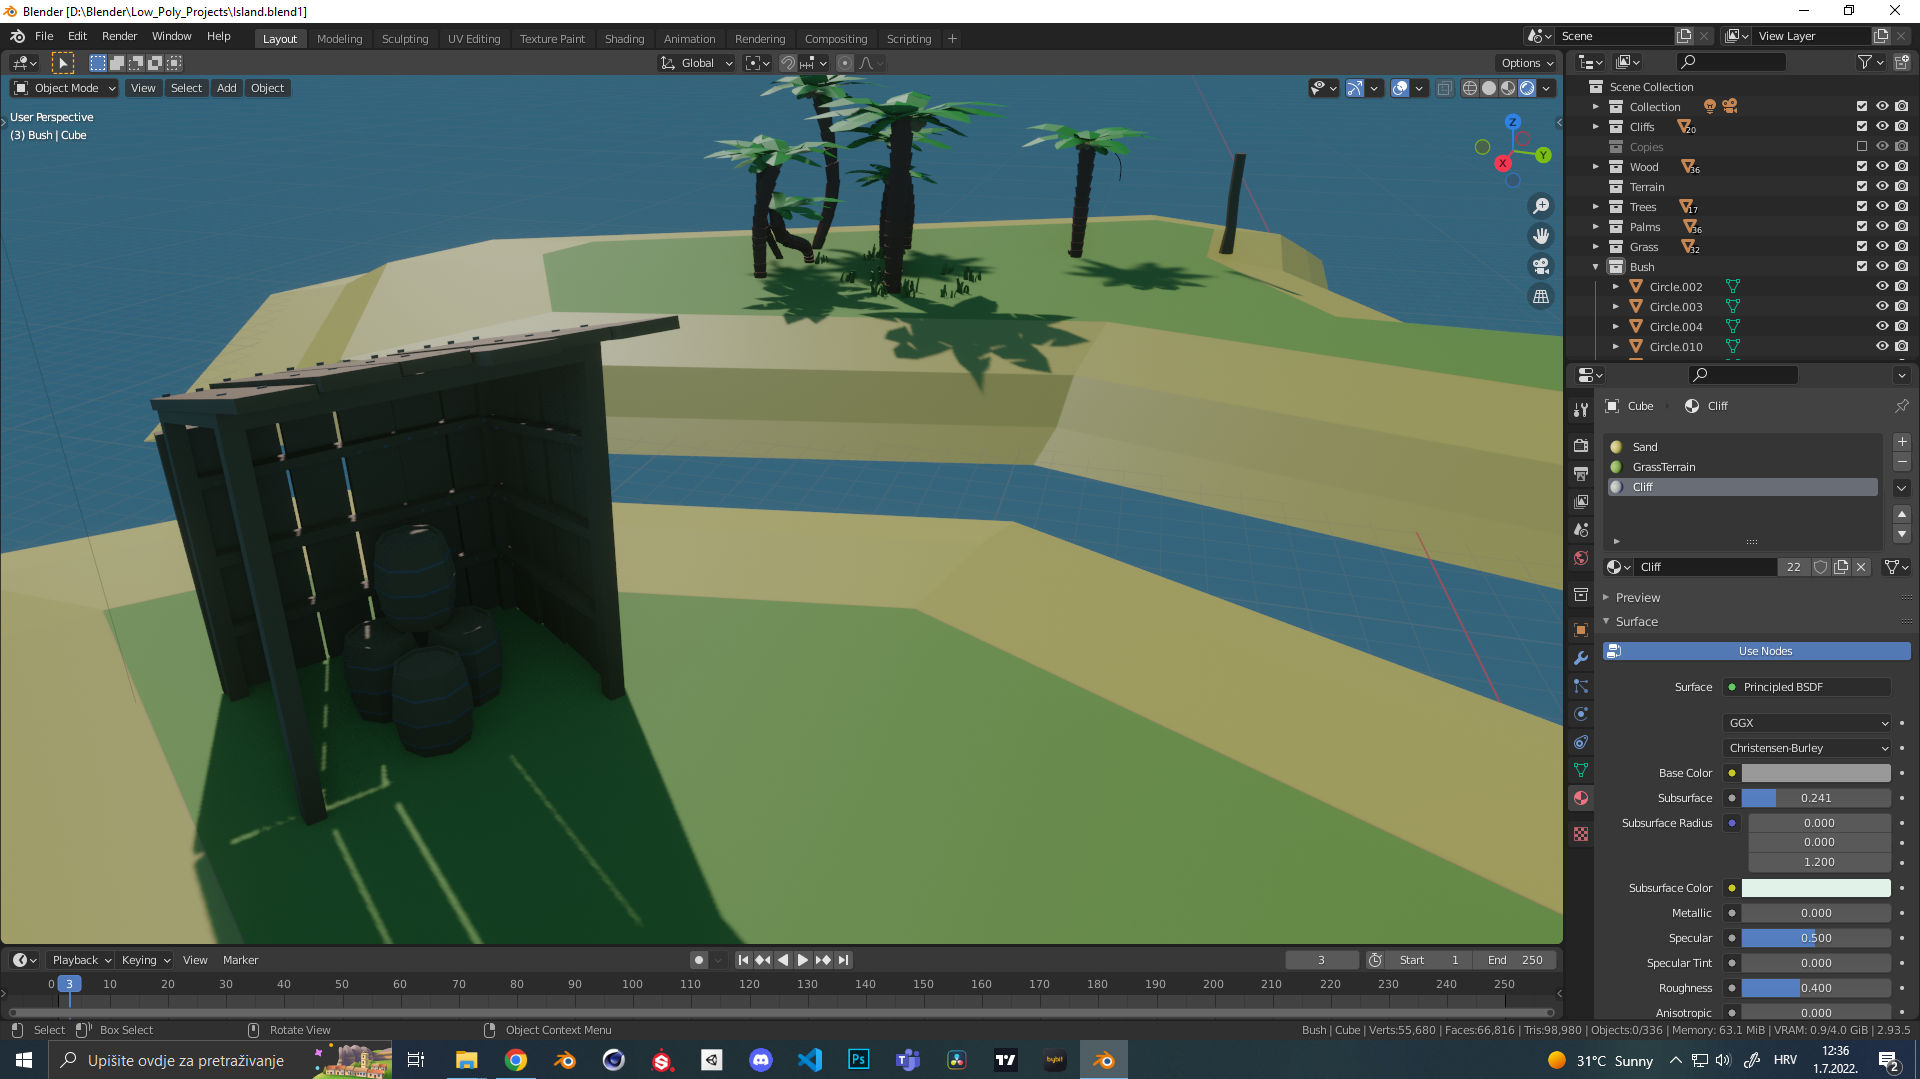 Blender [D:\Blender\Low_Poly_Projects\Island.blend1]
File Edit Render Window Help Layout Modeling Sculpting UV Editing Texture Paint Shading Animation Rendering Compositing Scripting + Scene View Layer
Global Options
Object Mode View Select Add Object
User Perspective
(3) Bush | Cube
Z
Y
X
Scene Collection
Collection
Cliffs 20
Copies
Wood 36
Terrain
Trees 17
Palms 36
Grass 32
Bush
Circle.002
Circle.003
Circle.004
Circle.010
Cube Cliff
Sand
GrassTerrain
Cliff
Cliff 22
Preview
Surface
Use Nodes
Surface Principled BSDF
GGX
Christensen-Burley
Base Color
Subsurface 0.241
Subsurface Radius 0.000
0.000
1.200
Subsurface Color
Metallic 0.000
Specular 0.500
Specular Tint 0.000
Roughness 0.400
Anisotropic 0.000
Playback Keying View Marker 3 Start 1 End 250
0 3 10 20 30 40 50 60 70 80 90 100 110 120 130 140 150 160 170 180 190 200 210 220 230 240 250
Select Box Select Rotate View Object Context Menu Bush | Cube | Verts:55,680 | Faces:66,816 | Tris:98,980 | Objects:0/336 | Memory: 63.1 MiB | VRAM: 0.9/4.0 GiB | 2.93.5
Upišite ovdje za pretraživanje Ps bybit 31°C Sunny HRV 12:36
1.7.2022. 2